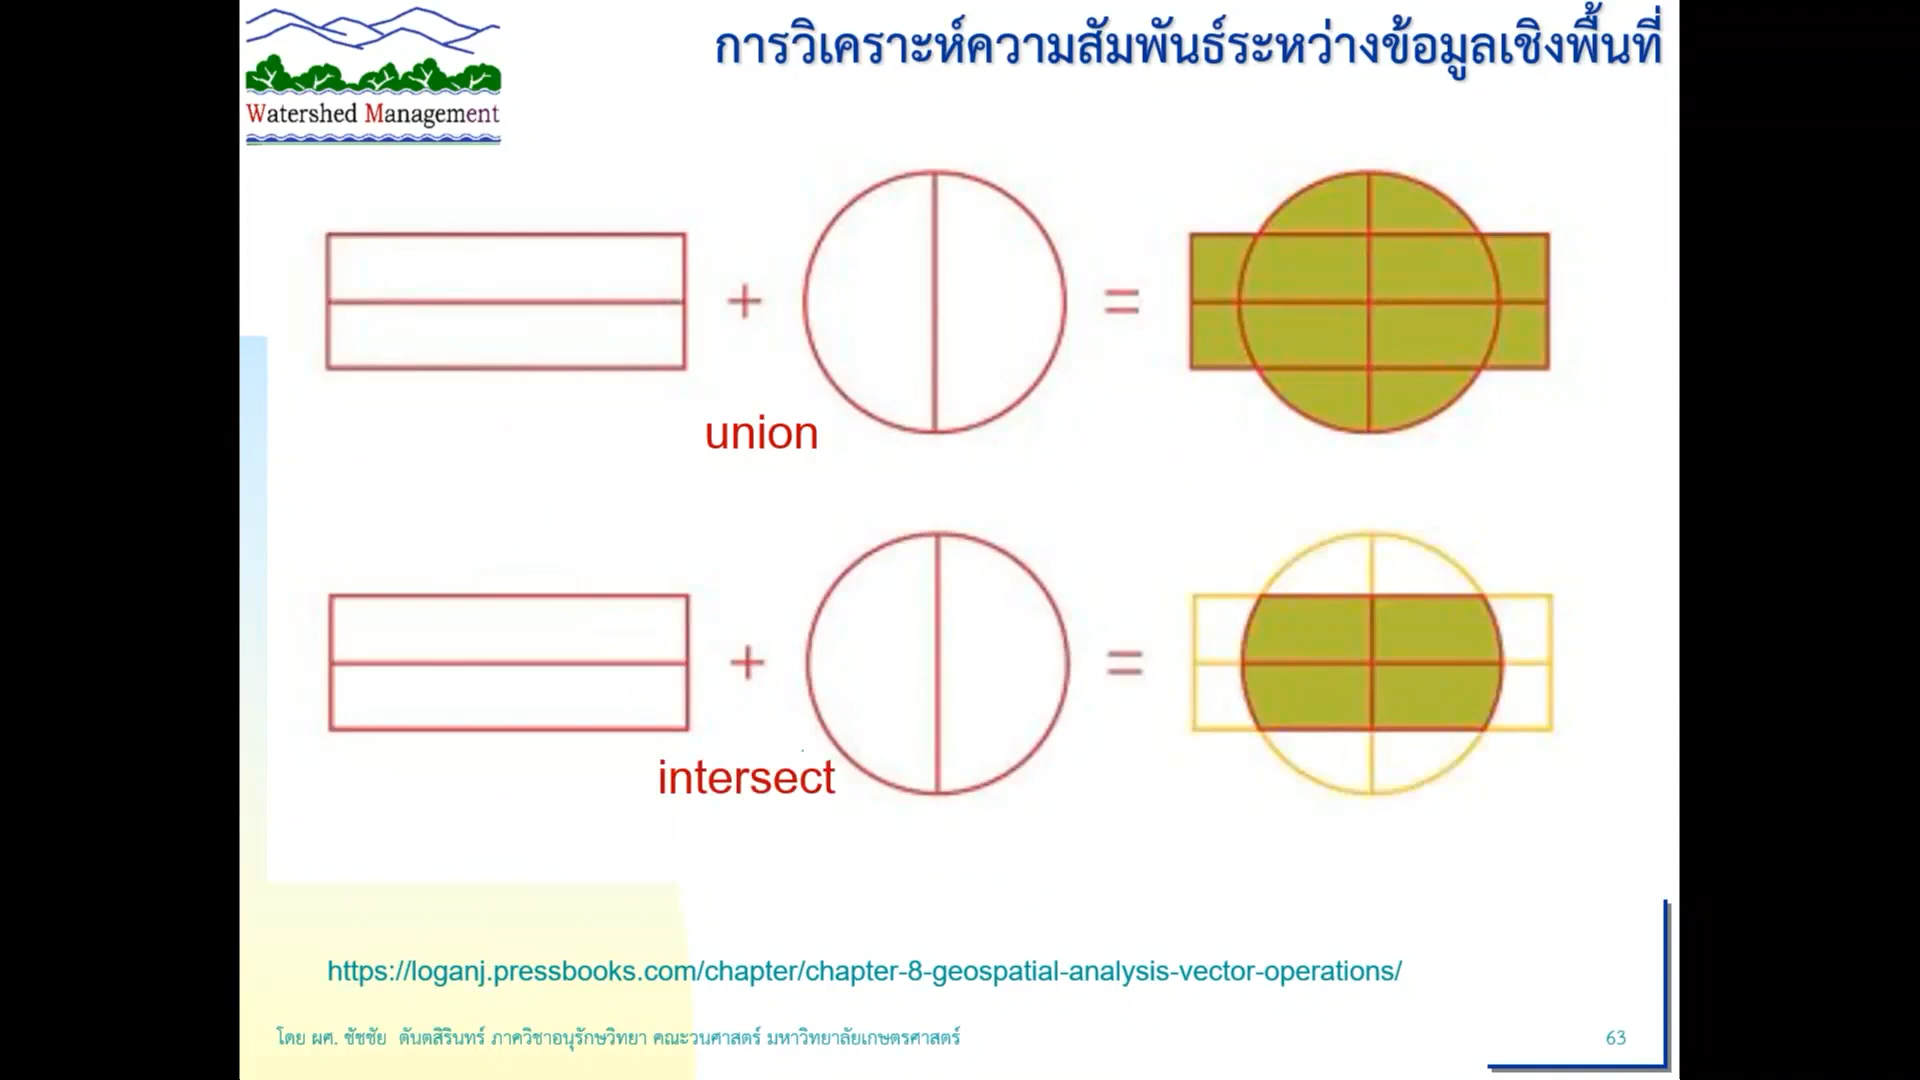 การวิเคราะห์ความสัมพันธ์ระหว่างข้อมูลเชิงพื้นที่
Watershed Management
+
=
union
+
=
intersect
https://loganj.pressbooks.com/chapter/chapter-8-geospatial-analysis-vector-operations/
โดย ผศ. ชัชชัย ตันตสิรินทร์ ภาควิชาอนุรักษวิทยา คณะวนศาสตร์ มหาวิทยาลัยเกษตรศาสตร์
63